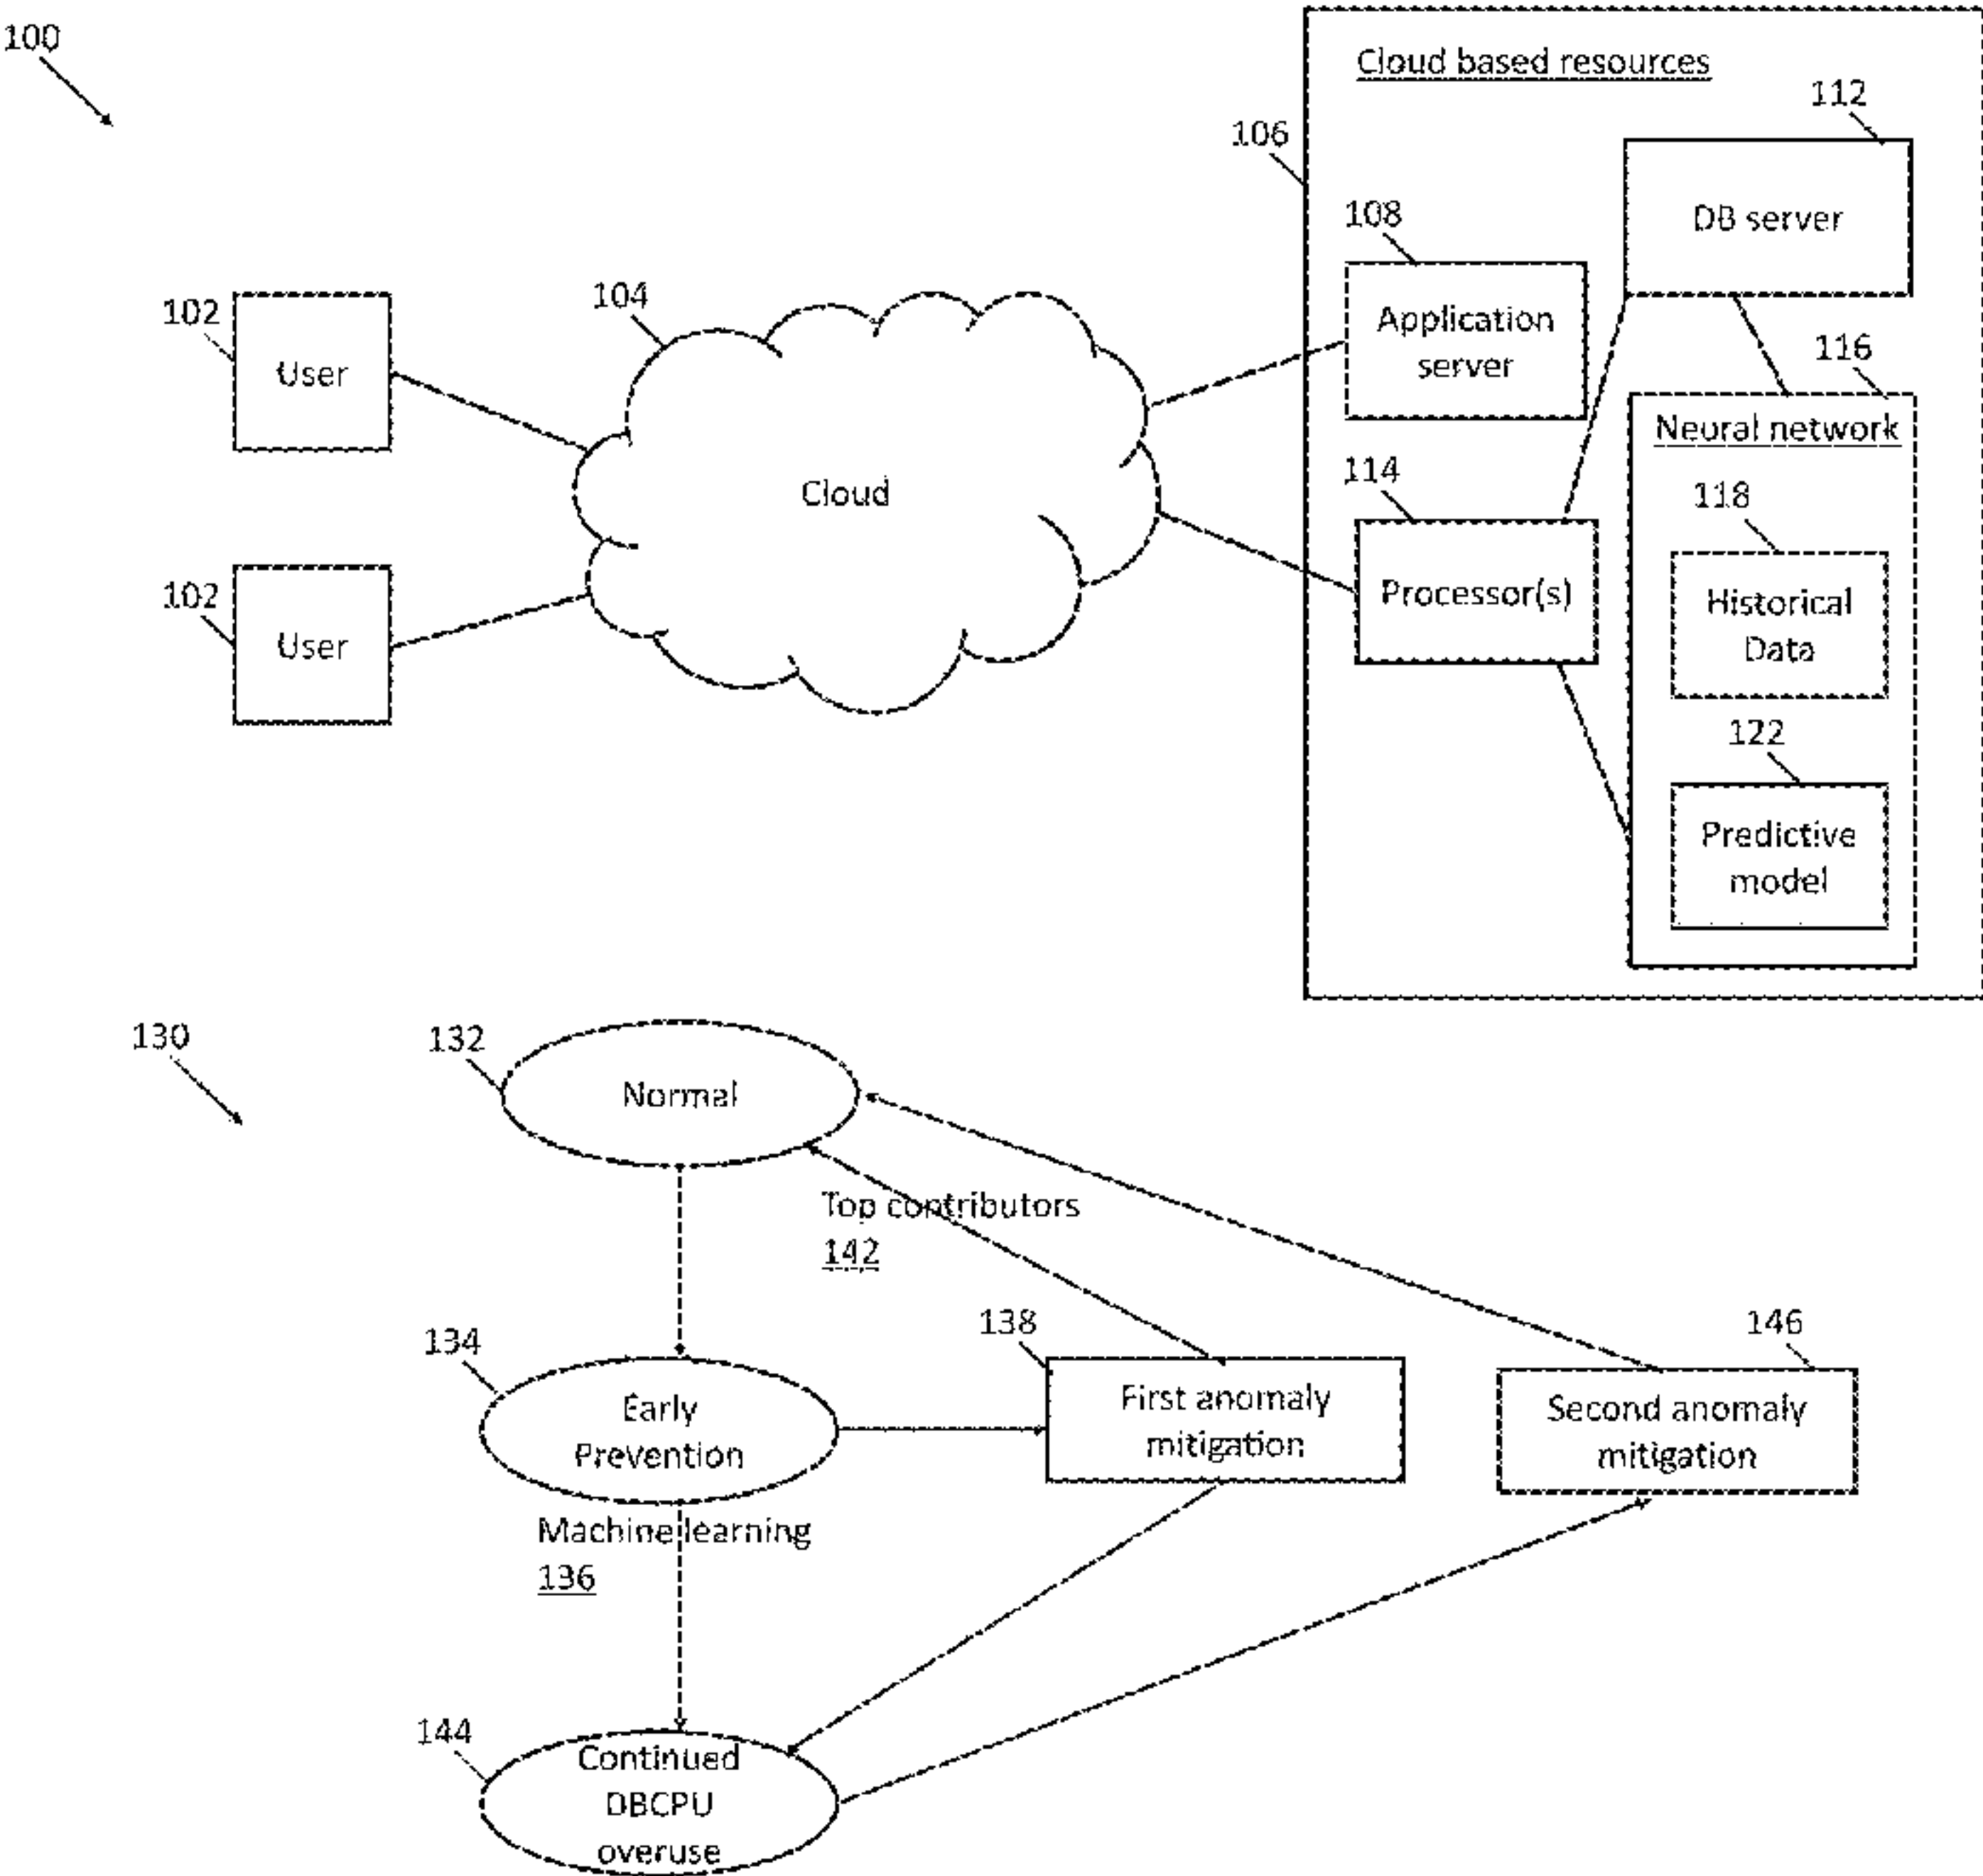 100
Cloud based resources
112
106
DB server
108
Application
server
104
102
User
116
Neural network
Cloud
114
118
Processor(s)
Historical
Data
102
User
122
Predictive
model
130
132
Normal
Top contributors
142
134
138
146
Early
Prevention
First anomaly
mitigation
Second anomaly
mitigation
Machine learning
136
144
Continued
DBCPU
overuse